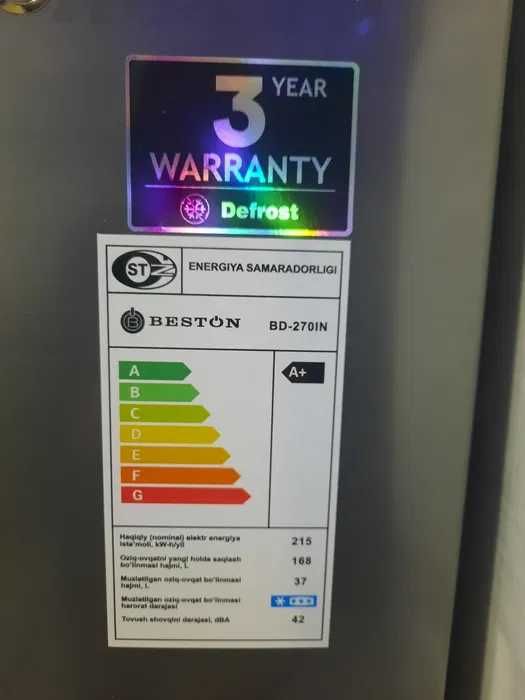 3 YEAR
WARRANTY
Defrost
STZ
ENERGIYA SAMARADORLIGI
BESTON
BD-270IN
A
A+
B
C
D
E
F
G
Haqiqiy (nominal) elektr energiya
iste'moli, kW-h/yil
215
Oziq-ovqatni yangi holda saqlash
bo'linmasi hajmi, L
168
Muzlatilgan oziq-ovqat bo'linmasi
hajmi, L
37
Muzlatilgan oziq-ovqat bo'linmasi
harorat darajasi
Tovush shovqini darajasi, dBA
42